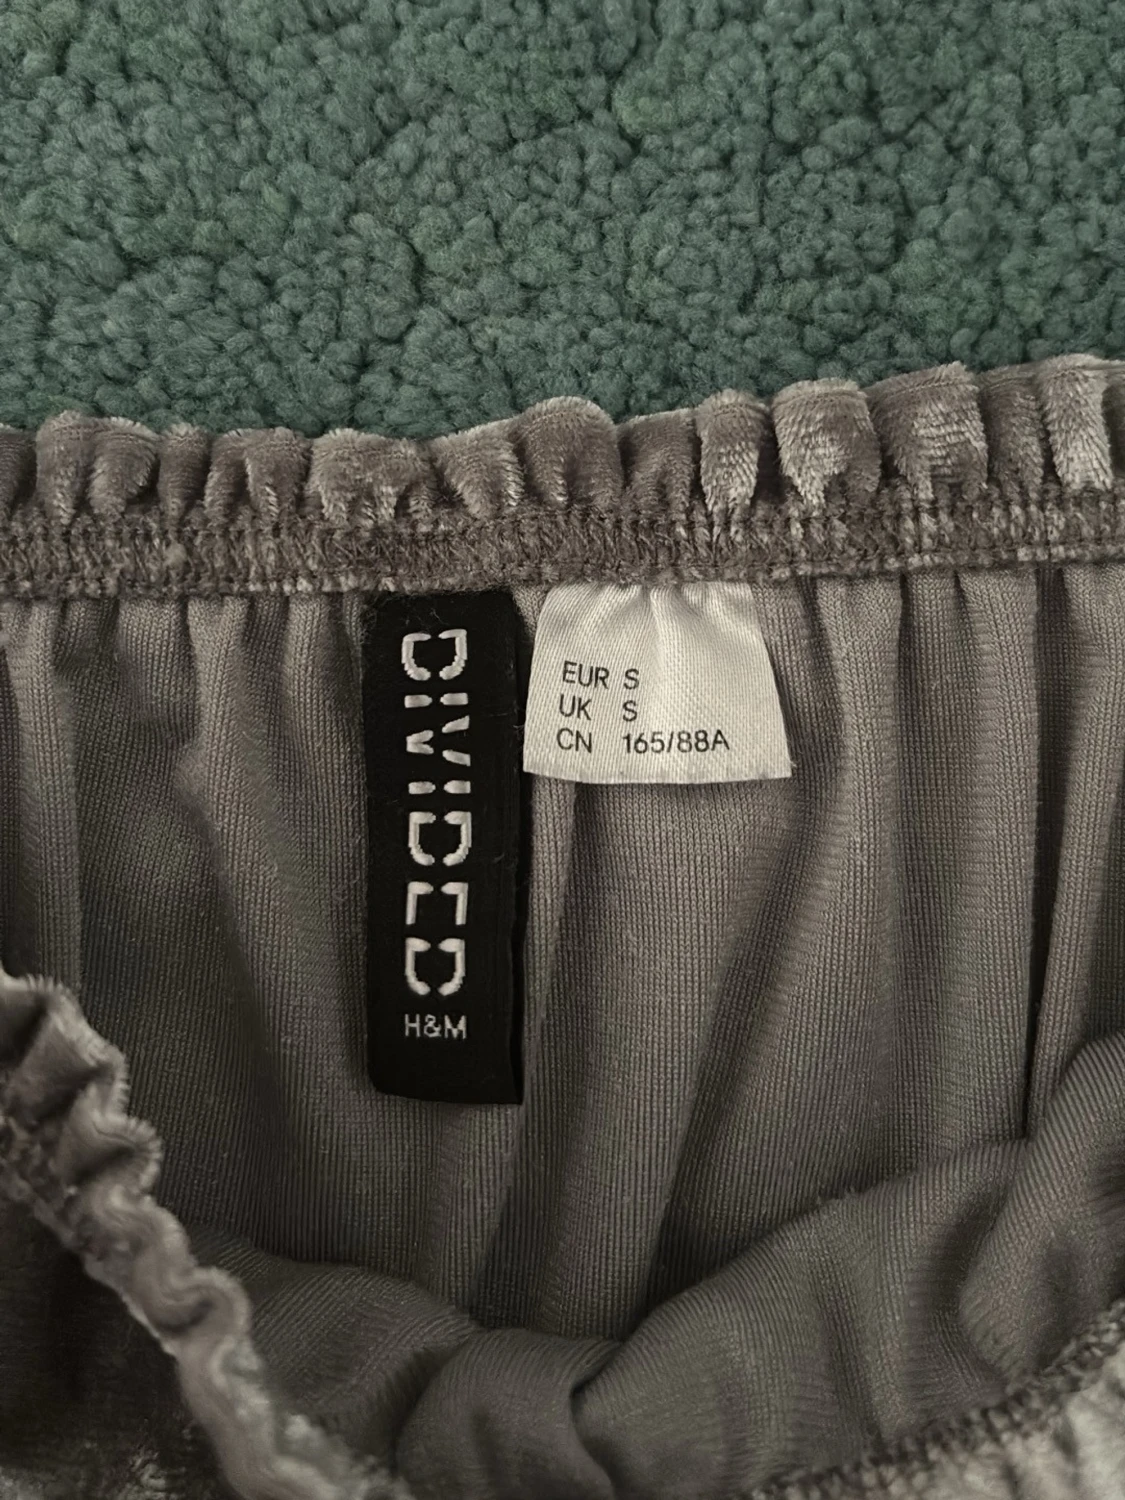 DIVIDED
H&M
EUR S
UK S
CN 165/88A